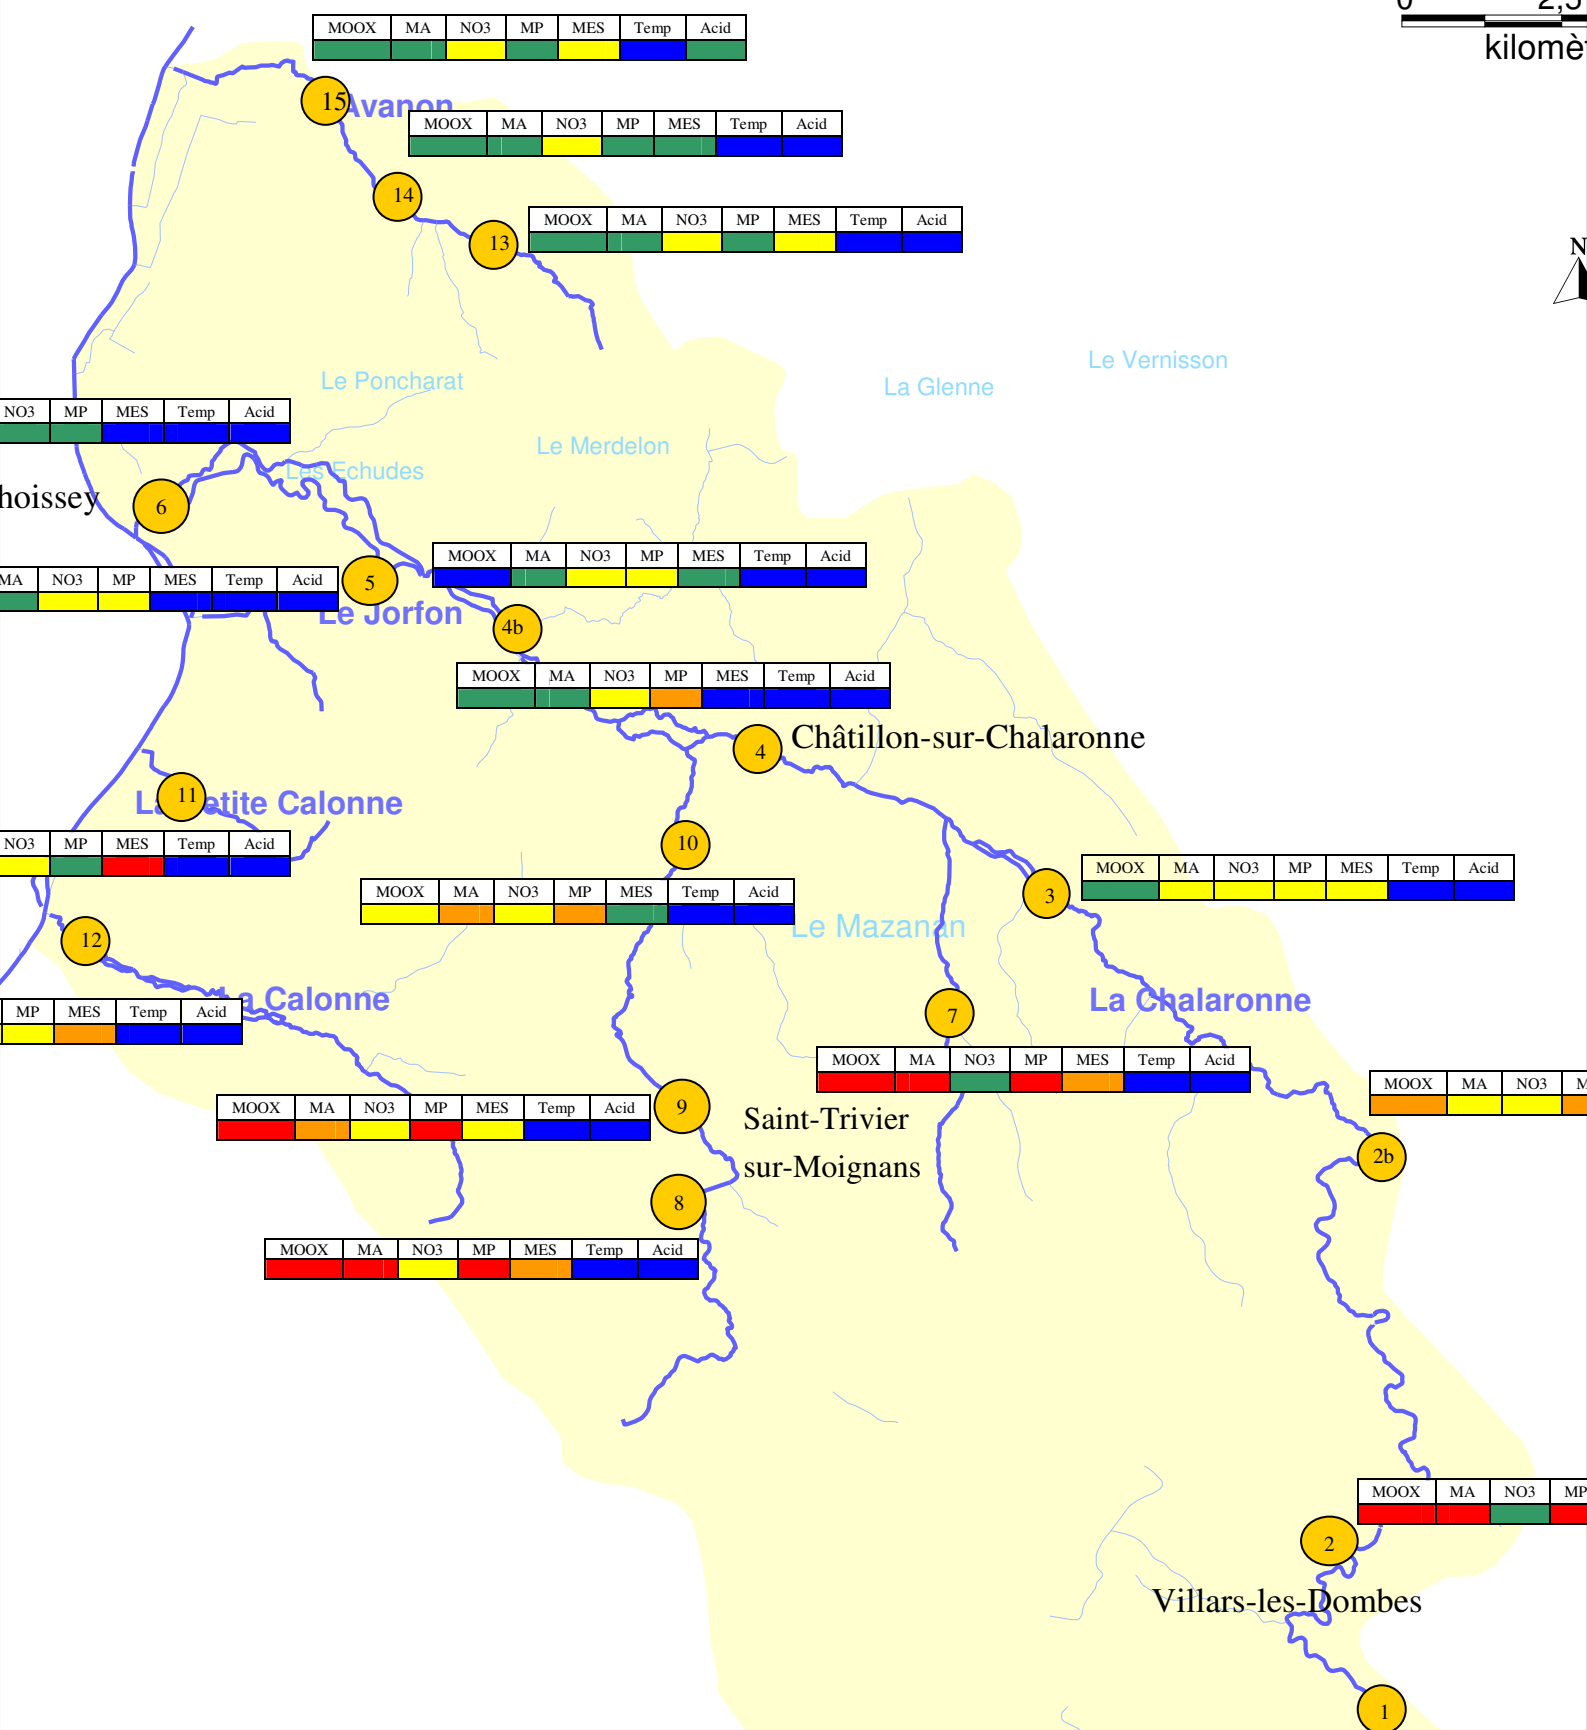 0 2,5
MOOX MA NO3 MP MES Temp Acid
15
Avanon
MOOX MA NO3 MP MES Temp Acid
14
MOOX MA NO3 MP MES Temp Acid
13
N
Le Vernisson
Le Poncharat
La Glenne
NO3 MP MES Temp Acid
Le Merdelon
Les Echudes
hoissey
6
MOOX MA NO3 MP MES Temp Acid
MA NO3 MP MES Temp Acid
5
Le Jorfon
4b
MOOX MA NO3 MP MES Temp Acid
4
Châtillon-sur-Chalaronne
11
La Petite Calonne
NO3 MP MES Temp Acid
10
MOOX MA NO3 MP MES Temp Acid
MOOX MA NO3 MP MES Temp Acid
3
Le Mazanan
12
La Calonne
La Chalaronne
MP MES Temp Acid
7
MOOX MA NO3 MP MES Temp Acid
MOOX MA NO3
MOOX MA NO3 MP MES Temp Acid
9
Saint-Trivier
sur-Moignans
2b
8
MOOX MA NO3 MP MES Temp Acid
MOOX MA NO3 MP
2
Villars-les-Dombes
1